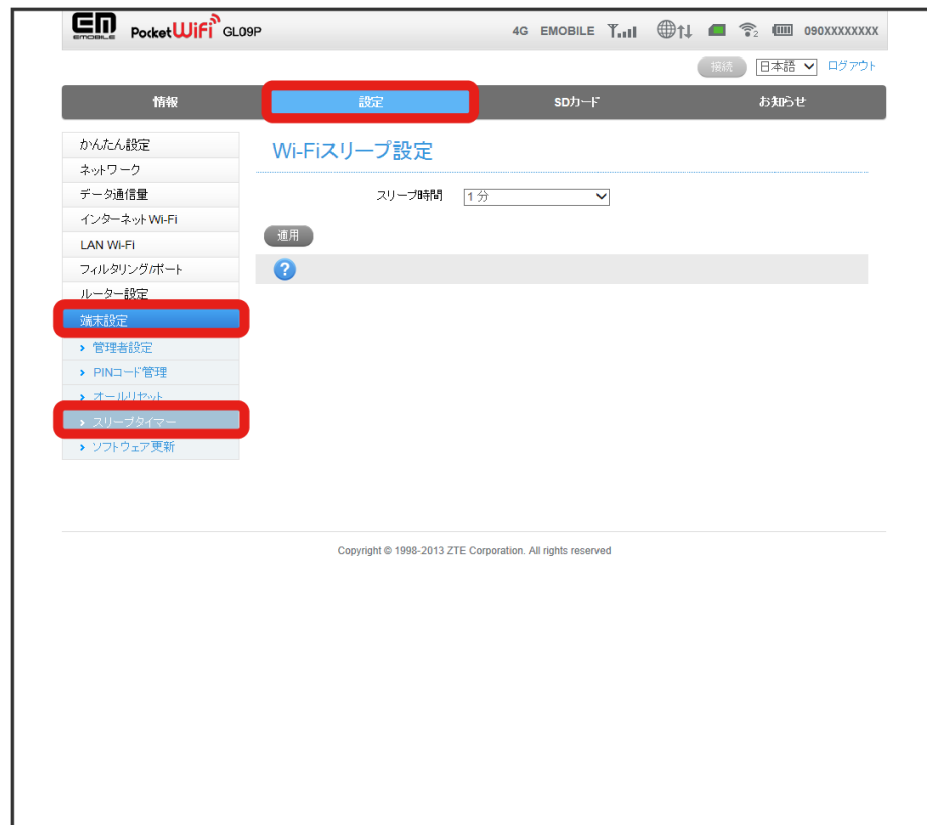 EM
EMOBILE
Pocket WiFi GL09P
4G EMOBILE 2 090XXXXXXXX
接続 日本語 ログアウト
情報 設定 SDカード お知らせ
かんたん設定
ネットワーク
データ通信量
インターネットWi-Fi
LAN Wi-Fi
フィルタリング/ポート
ルーター設定
端末設定
管理者設定
PINコード管理
オールリセット
スリープタイマー
ソフトウェア更新
Wi-Fiスリープ設定
スリープ時間 1分
適用
?
Copyright © 1998-2013 ZTE Corporation. All rights reserved